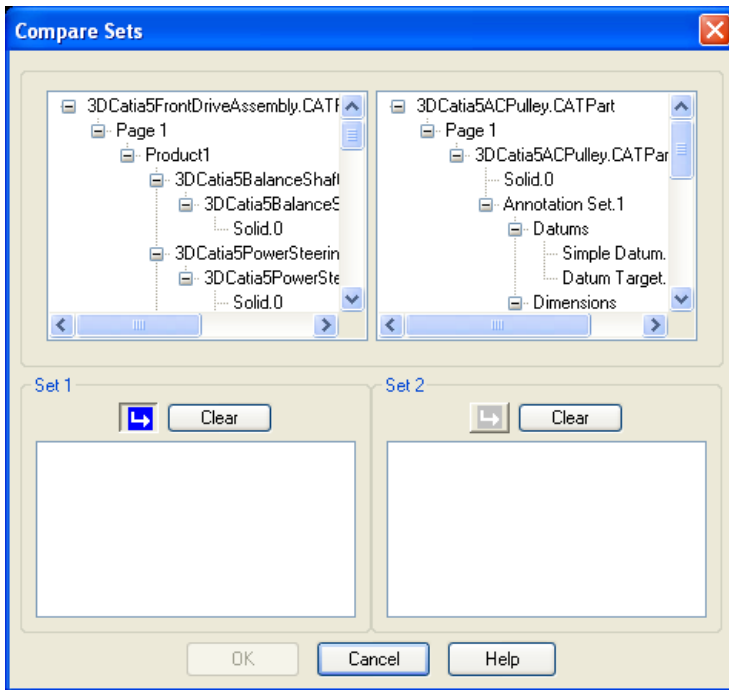 Compare Sets
3DCatia5FrontDriveAssembly.CATF
Page 1
Product1
3DCatia5BalanceShaft
3DCatia5BalanceS
Solid.0
3DCatia5PowerSteerin
3DCatia5PowerSte
Solid.0
3DCatia5ACPulley.CATPart
Page 1
3DCatia5ACPulley.CATPar
Solid.0
Annotation Set.1
Datums
Simple Datum.
Datum Target.
Dimensions
Set 1
Clear
Set 2
Clear
OK
Cancel
Help